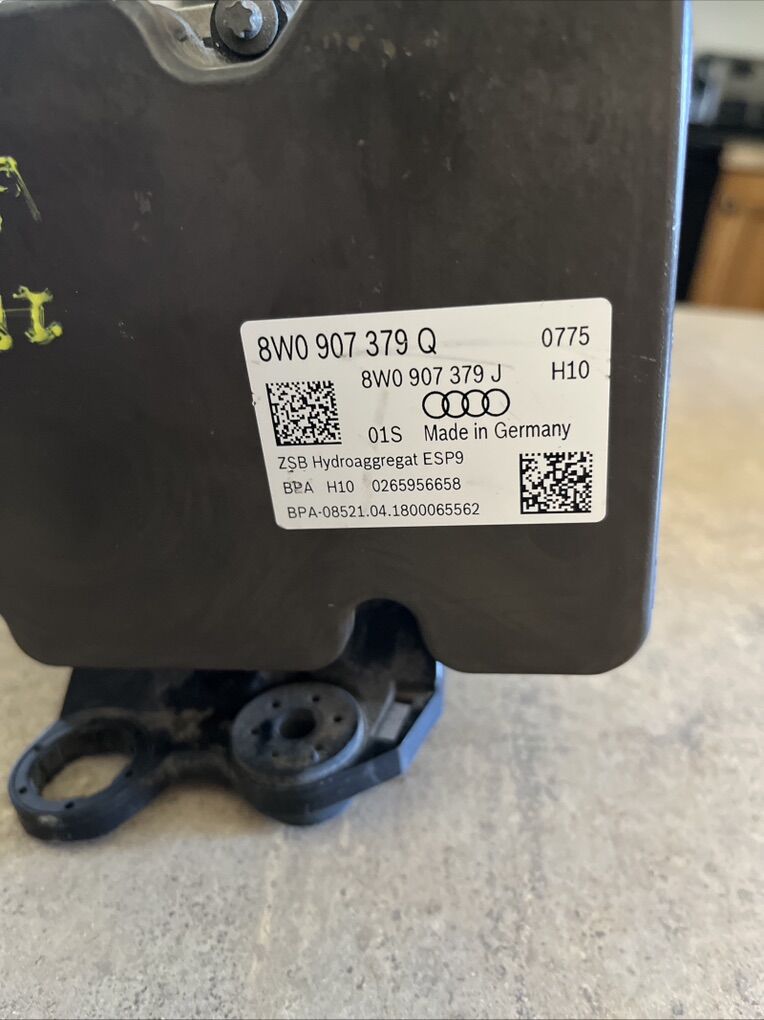 8W0 907 379 Q 0775
8W0 907 379 J H10
01S Made in Germany
ZSB Hydroaggregat ESP9
BPA H10 0265956658
BPA-08521.04.1800065562